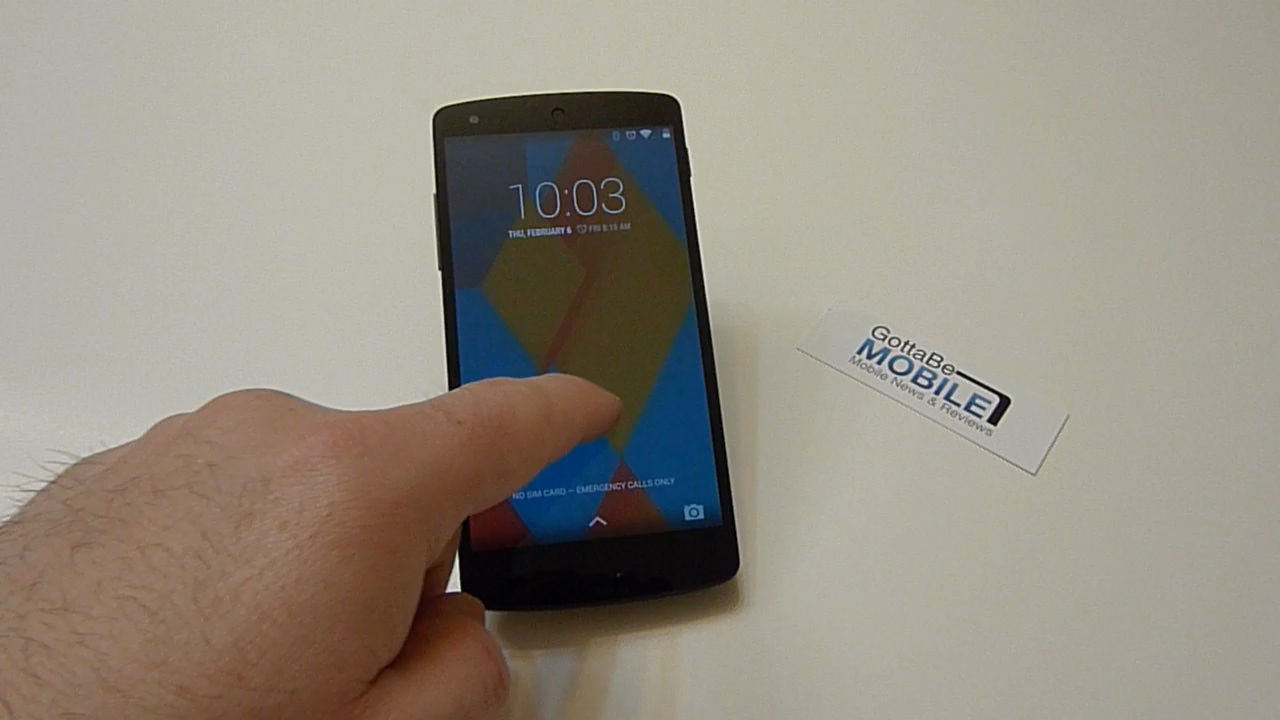 10:03
THU, FEBRUARY 6 FRI 8:15 AM
NO SIM CARD — EMERGENCY CALLS ONLY
GottaBe
MOBILE
Mobile News & Reviews